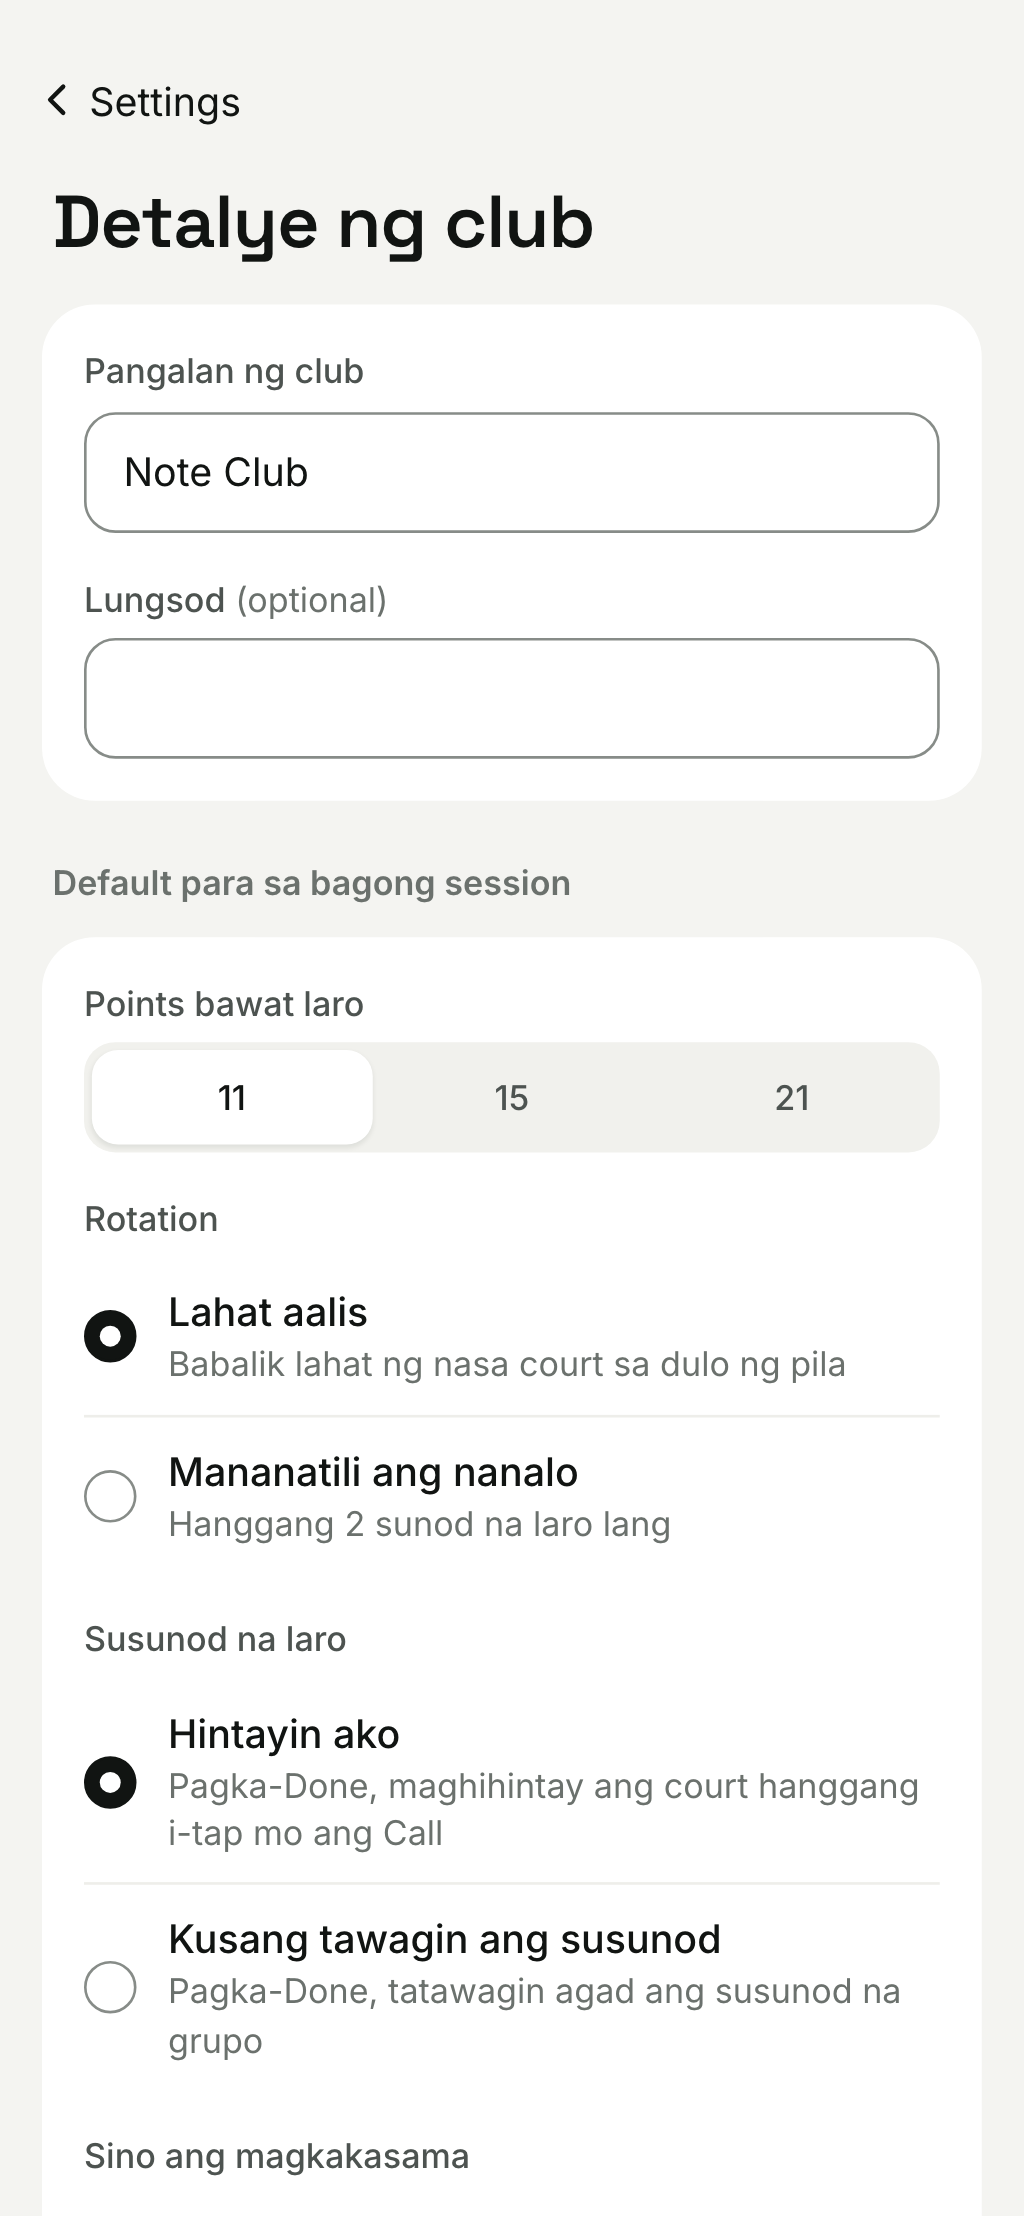 Settings
Detalye ng club
Pangalan ng club
Note Club
Lungsod (optional)
Default para sa bagong session
Points bawat laro
11 15 21
Rotation
Lahat aalis
Babalik lahat ng nasa court sa dulo ng pila
Mananatili ang nanalo
Hanggang 2 sunod na laro lang
Susunod na laro
Hintayin ako
Pagka-Done, maghihintay ang court hanggang
i-tap mo ang Call
Kusang tawagin ang susunod
Pagka-Done, tatawagin agad ang susunod na
grupo
Sino ang magkakasama